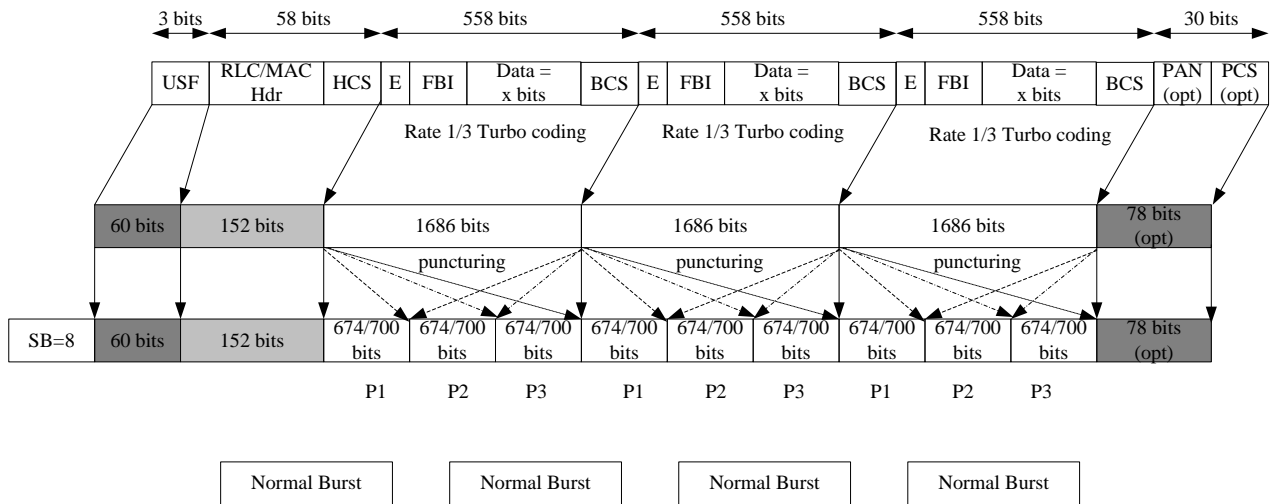 3 bits 58 bits 558 bits 558 bits 558 bits 30 bits
USF RLC/MAC Hdr HCS E FBI Data = x bits BCS E FBI Data = x bits BCS E FBI Data = x bits BCS PAN (opt) PCS (opt)
Rate 1/3 Turbo coding Rate 1/3 Turbo coding Rate 1/3 Turbo coding
60 bits 152 bits 1686 bits 1686 bits 1686 bits 78 bits (opt)
puncturing puncturing puncturing
SB=8 60 bits 152 bits 674/700 bits 674/700 bits 674/700 bits 674/700 bits 674/700 bits 674/700 bits 674/700 bits 674/700 bits 674/700 bits 78 bits (opt)
P1 P2 P3 P1 P2 P3 P1 P2 P3
Normal Burst Normal Burst Normal Burst Normal Burst